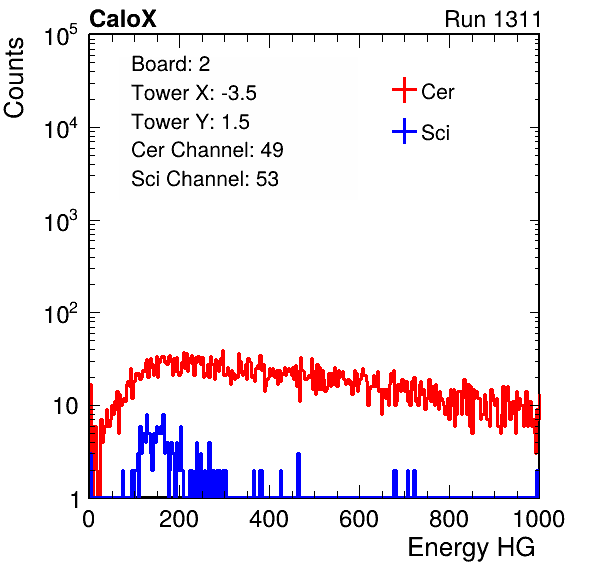 CaloX Run 1311
Counts
10^5
10^4
10^3
10^2
10
1
Board: 2
Tower X: -3.5
Tower Y: 1.5
Cer Channel: 49
Sci Channel: 53
Cer
Sci
0 200 400 600 800 1000
Energy HG